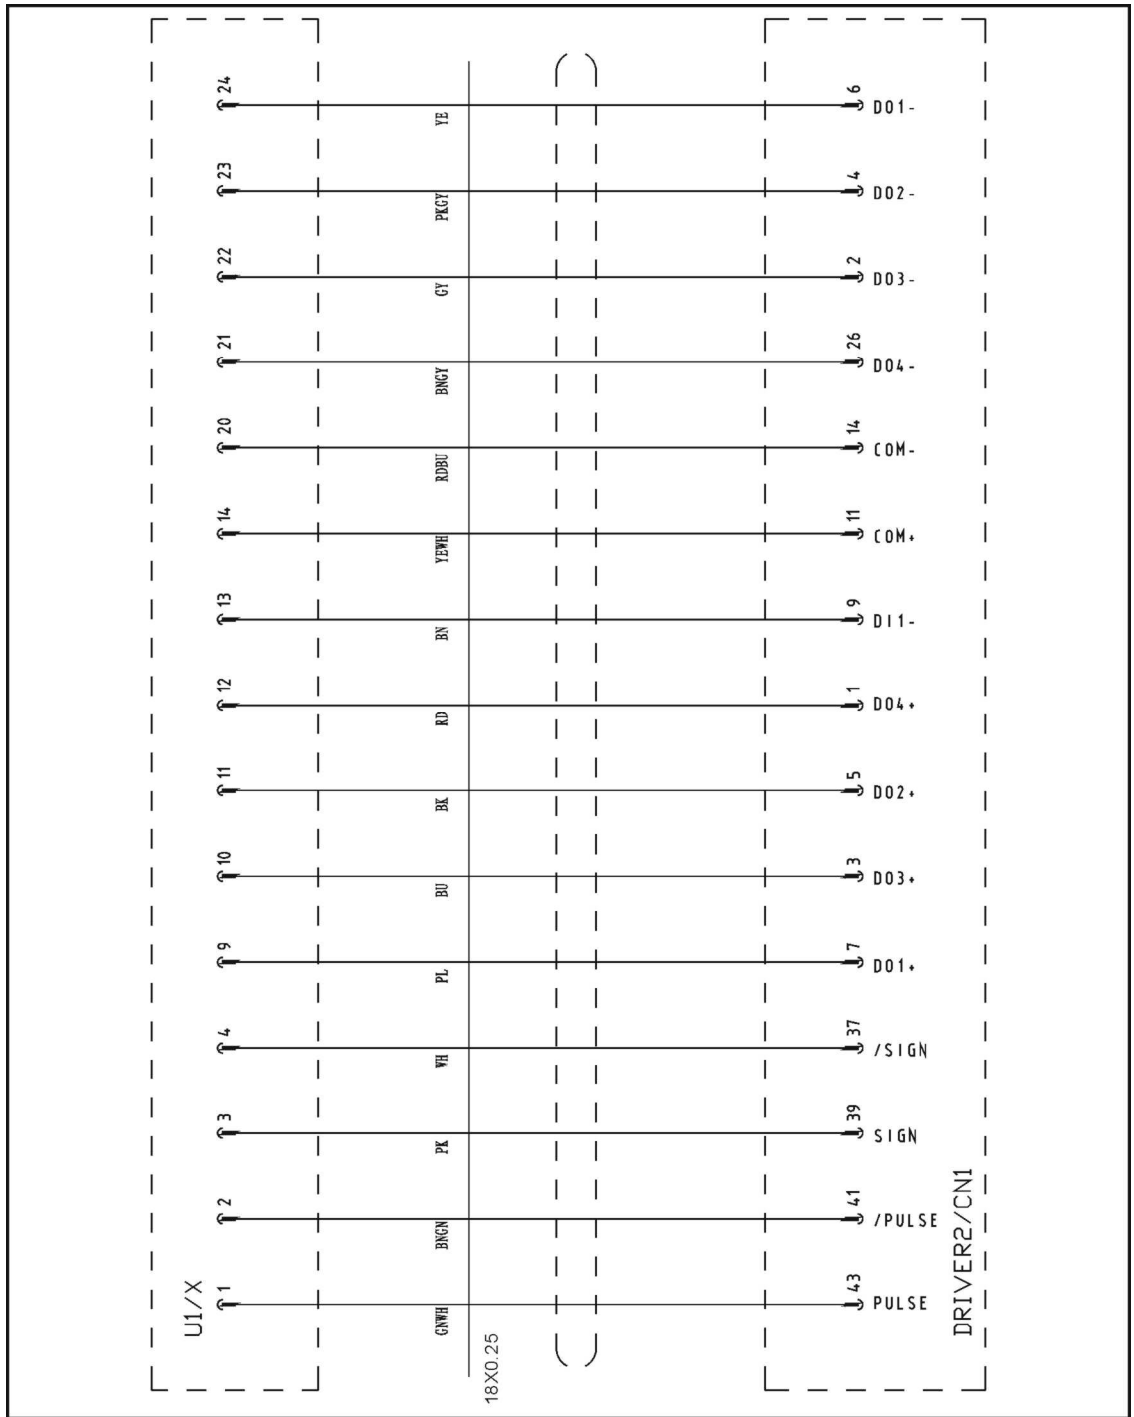 24 YE 6 DO1-
23 PKGY 4 DO2-
22 GY 2 DO3-
21 BNGY 26 DO4-
20 RDBU 14 COM-
14 YEWH 11 COM+
13 BN 9 DI1-
12 RD 1 DO4+
11 BK 5 DO2+
10 BU 3 DO3+
9 PL 7 DO1+
4 WH 37 /SIGN
3 PK 39 SIGN
2 BNGN 41 /PULSE
1 GNWH 43 PULSE
U1/X
18X0.25
DRIVER2/CN1